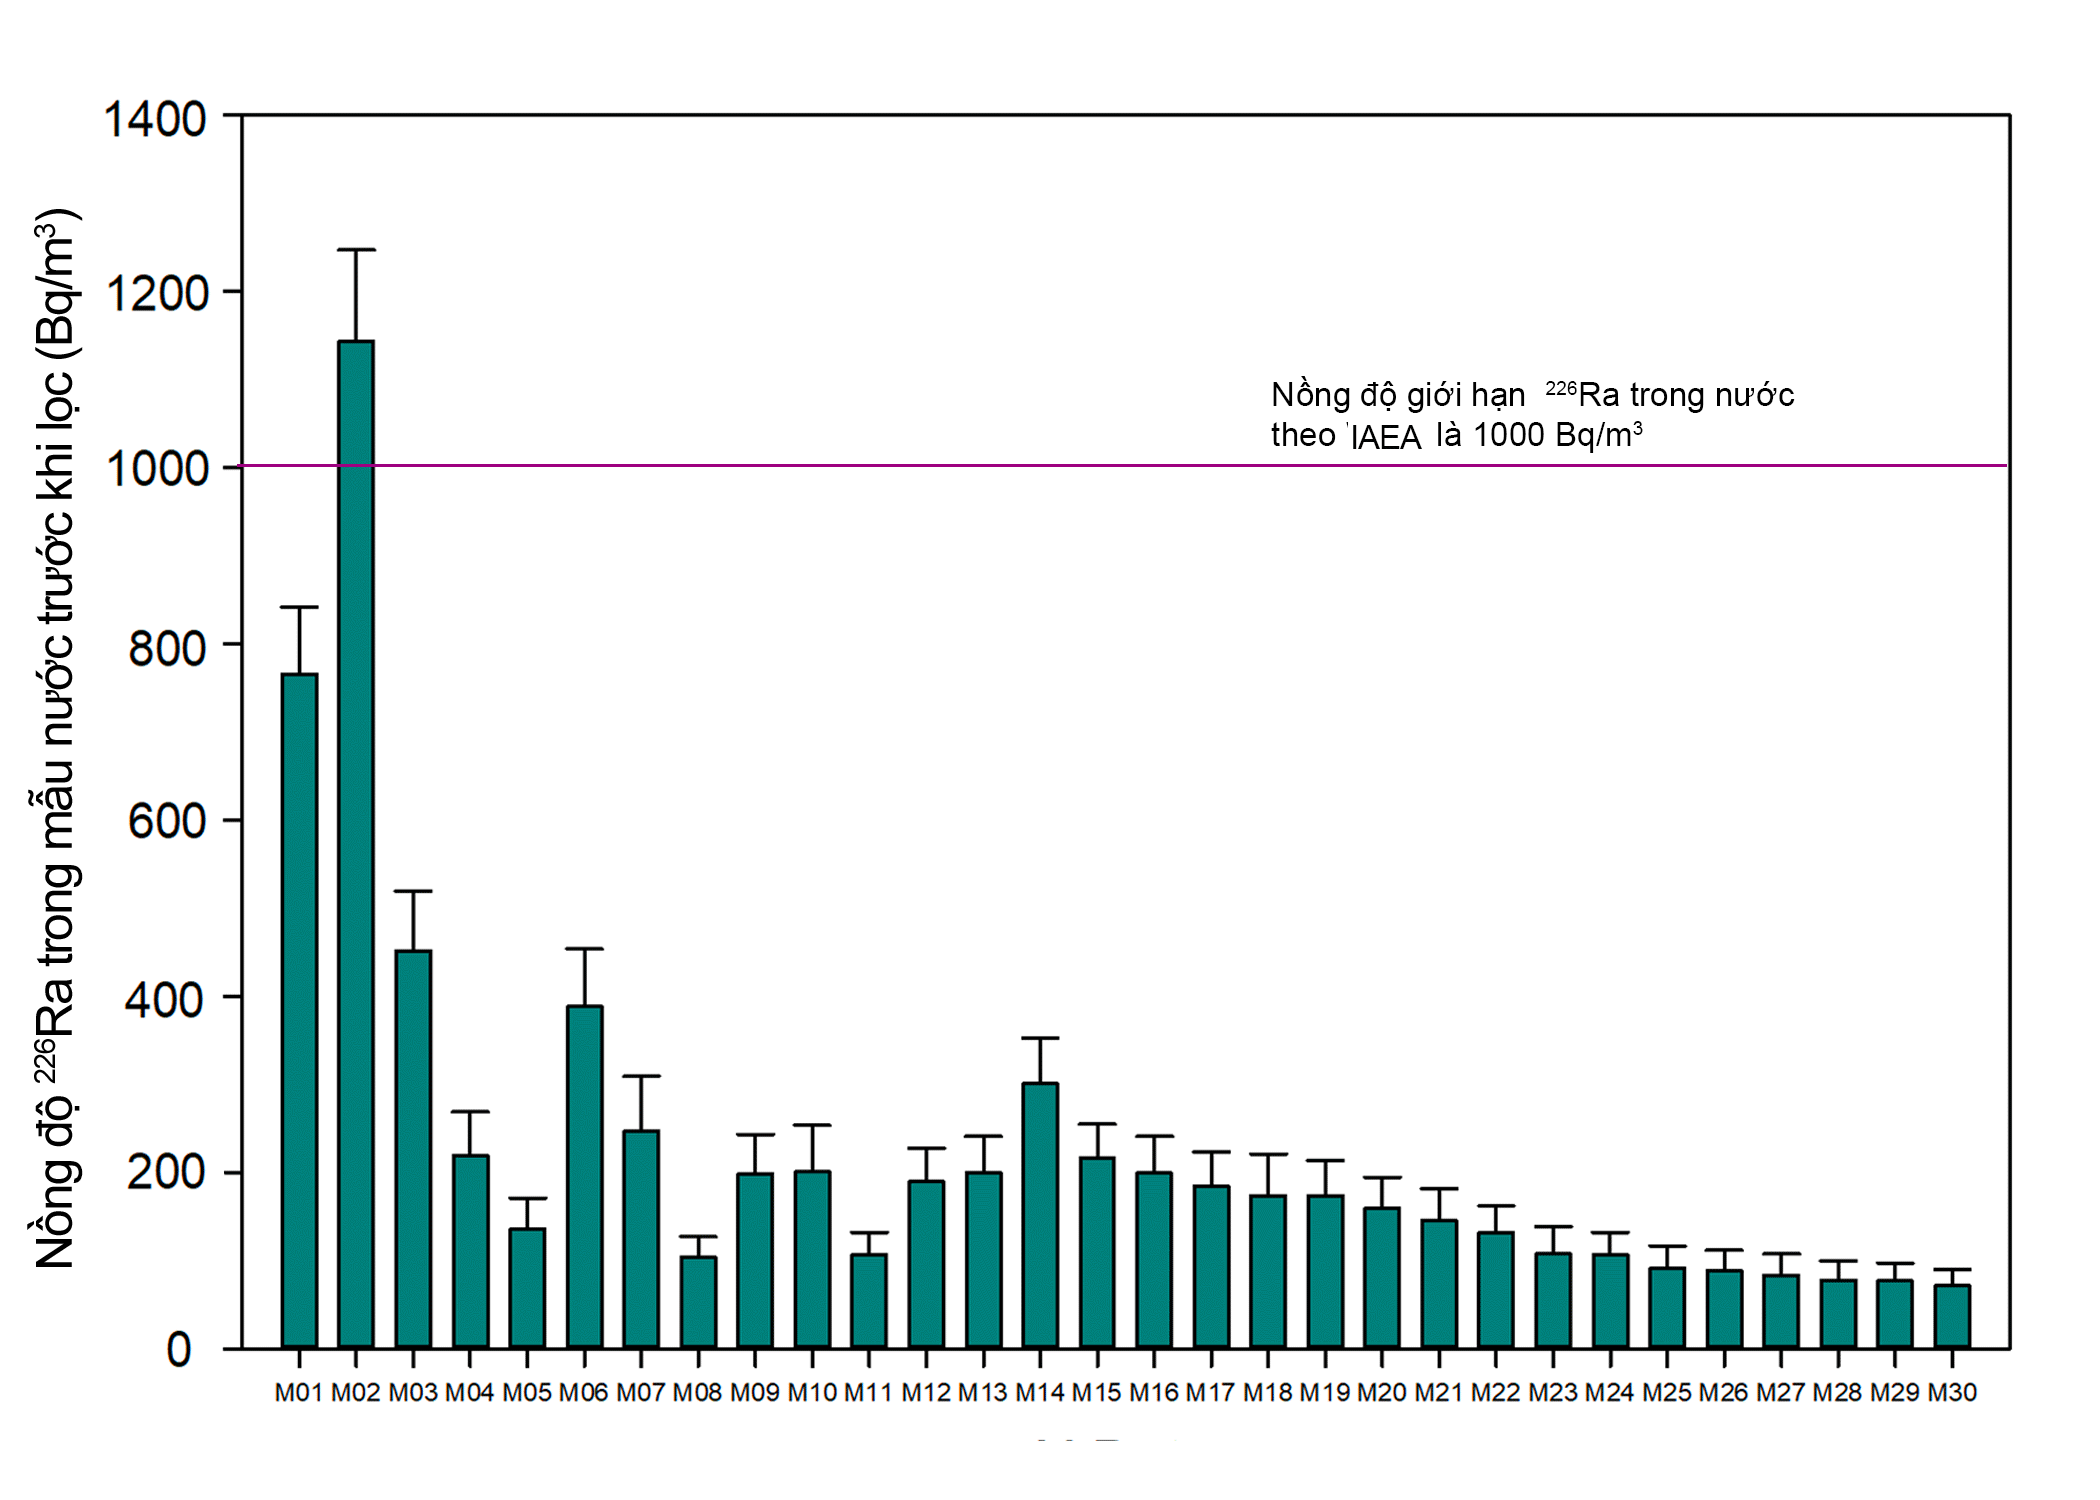 Nồng độ ²²⁶Ra trong mẫu nước trước khi lọc (Bq/m³)
1400
1200
1000
800
600
400
200
0
Nồng độ giới hạn ²²⁶Ra trong nước
theo IAEA là 1000 Bq/m³
M01 M02 M03 M04 M05 M06 M07 M08 M09 M10 M11 M12 M13 M14 M15 M16 M17 M18 M19 M20 M21 M22 M23 M24 M25 M26 M27 M28 M29 M30